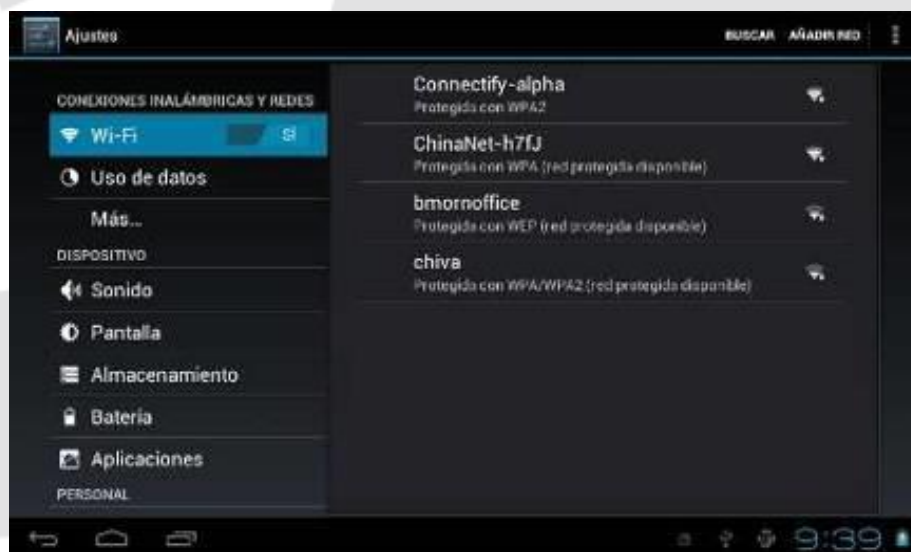 Ajustes
BUSCAR AÑADIR RED
CONEXIONES INALÁMBRICAS Y REDES
Wi-Fi
SÍ
Uso de datos
Más...
DISPOSITIVO
Sonido
Pantalla
Almacenamiento
Batería
Aplicaciones
PERSONAL
Connectify-alpha
Protegida con WPA2
ChinaNet-h7fJ
Protegida con WPA (red protegida disponible)
bmornoffice
Protegida con WEP (red protegida disponible)
chiva
Protegida con WPA/WPA2 (red protegida disponible)
9:39